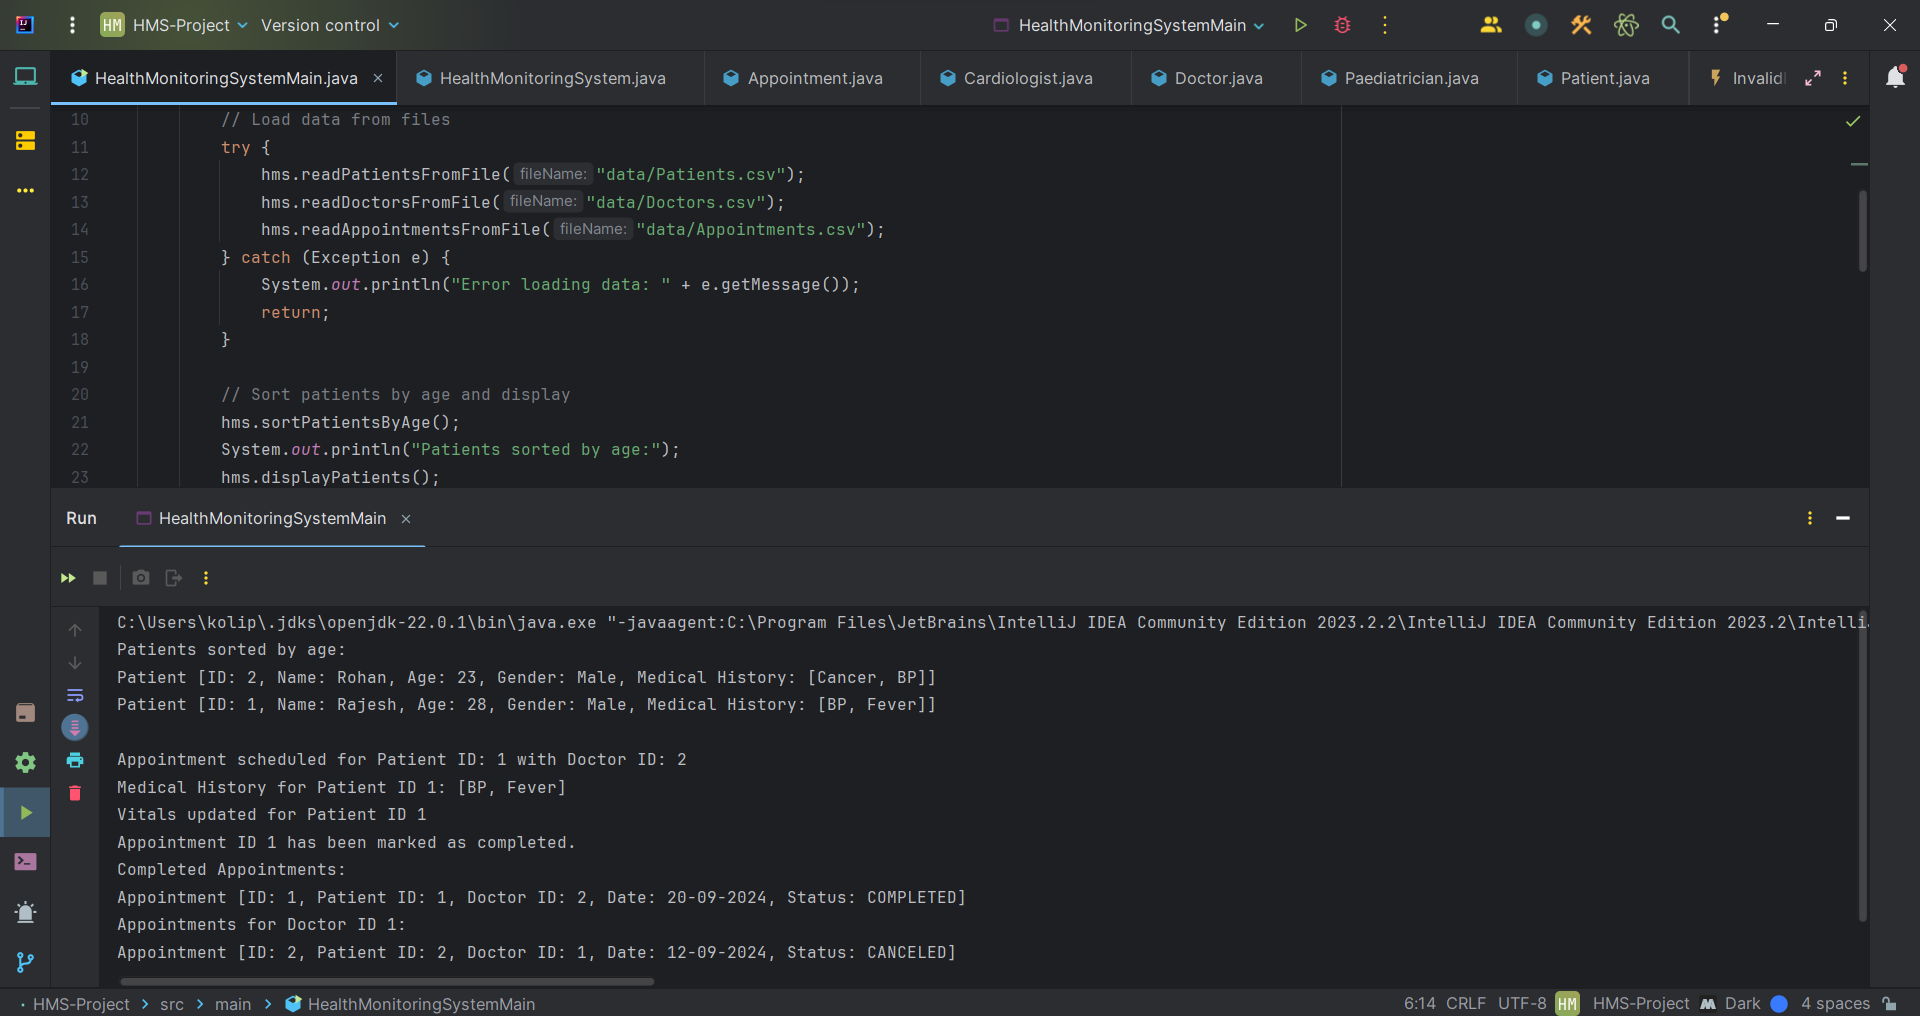 HM HMS-Project Version control HealthMonitoringSystemMain
HealthMonitoringSystemMain.java HealthMonitoringSystem.java Appointment.java Cardiologist.java Doctor.java Paediatrician.java Patient.java Invalid
10 // Load data from files
11 try {
12 hms.readPatientsFromFile( fileName: "data/Patients.csv");
13 hms.readDoctorsFromFile( fileName: "data/Doctors.csv");
14 hms.readAppointmentsFromFile( fileName: "data/Appointments.csv");
15 } catch (Exception e) {
16 System.out.println("Error loading data: " + e.getMessage());
17 return;
18 }
19
20 // Sort patients by age and display
21 hms.sortPatientsByAge();
22 System.out.println("Patients sorted by age:");
23 hms.displayPatients();
Run HealthMonitoringSystemMain
C:\Users\kolip\.jdks\openjdk-22.0.1\bin\java.exe "-javaagent:C:\Program Files\JetBrains\IntelliJ IDEA Community Edition 2023.2.2\IntelliJ IDEA Community Edition 2023.2\Intelli
Patients sorted by age:
Patient [ID: 2, Name: Rohan, Age: 23, Gender: Male, Medical History: [Cancer, BP]]
Patient [ID: 1, Name: Rajesh, Age: 28, Gender: Male, Medical History: [BP, Fever]]
Appointment scheduled for Patient ID: 1 with Doctor ID: 2
Medical History for Patient ID 1: [BP, Fever]
Vitals updated for Patient ID 1
Appointment ID 1 has been marked as completed.
Completed Appointments:
Appointment [ID: 1, Patient ID: 1, Doctor ID: 2, Date: 20-09-2024, Status: COMPLETED]
Appointments for Doctor ID 1:
Appointment [ID: 2, Patient ID: 2, Doctor ID: 1, Date: 12-09-2024, Status: CANCELED]
HMS-Project > src > main > HealthMonitoringSystemMain 6:14 CRLF UTF-8 HM HMS-Project Dark 4 spaces